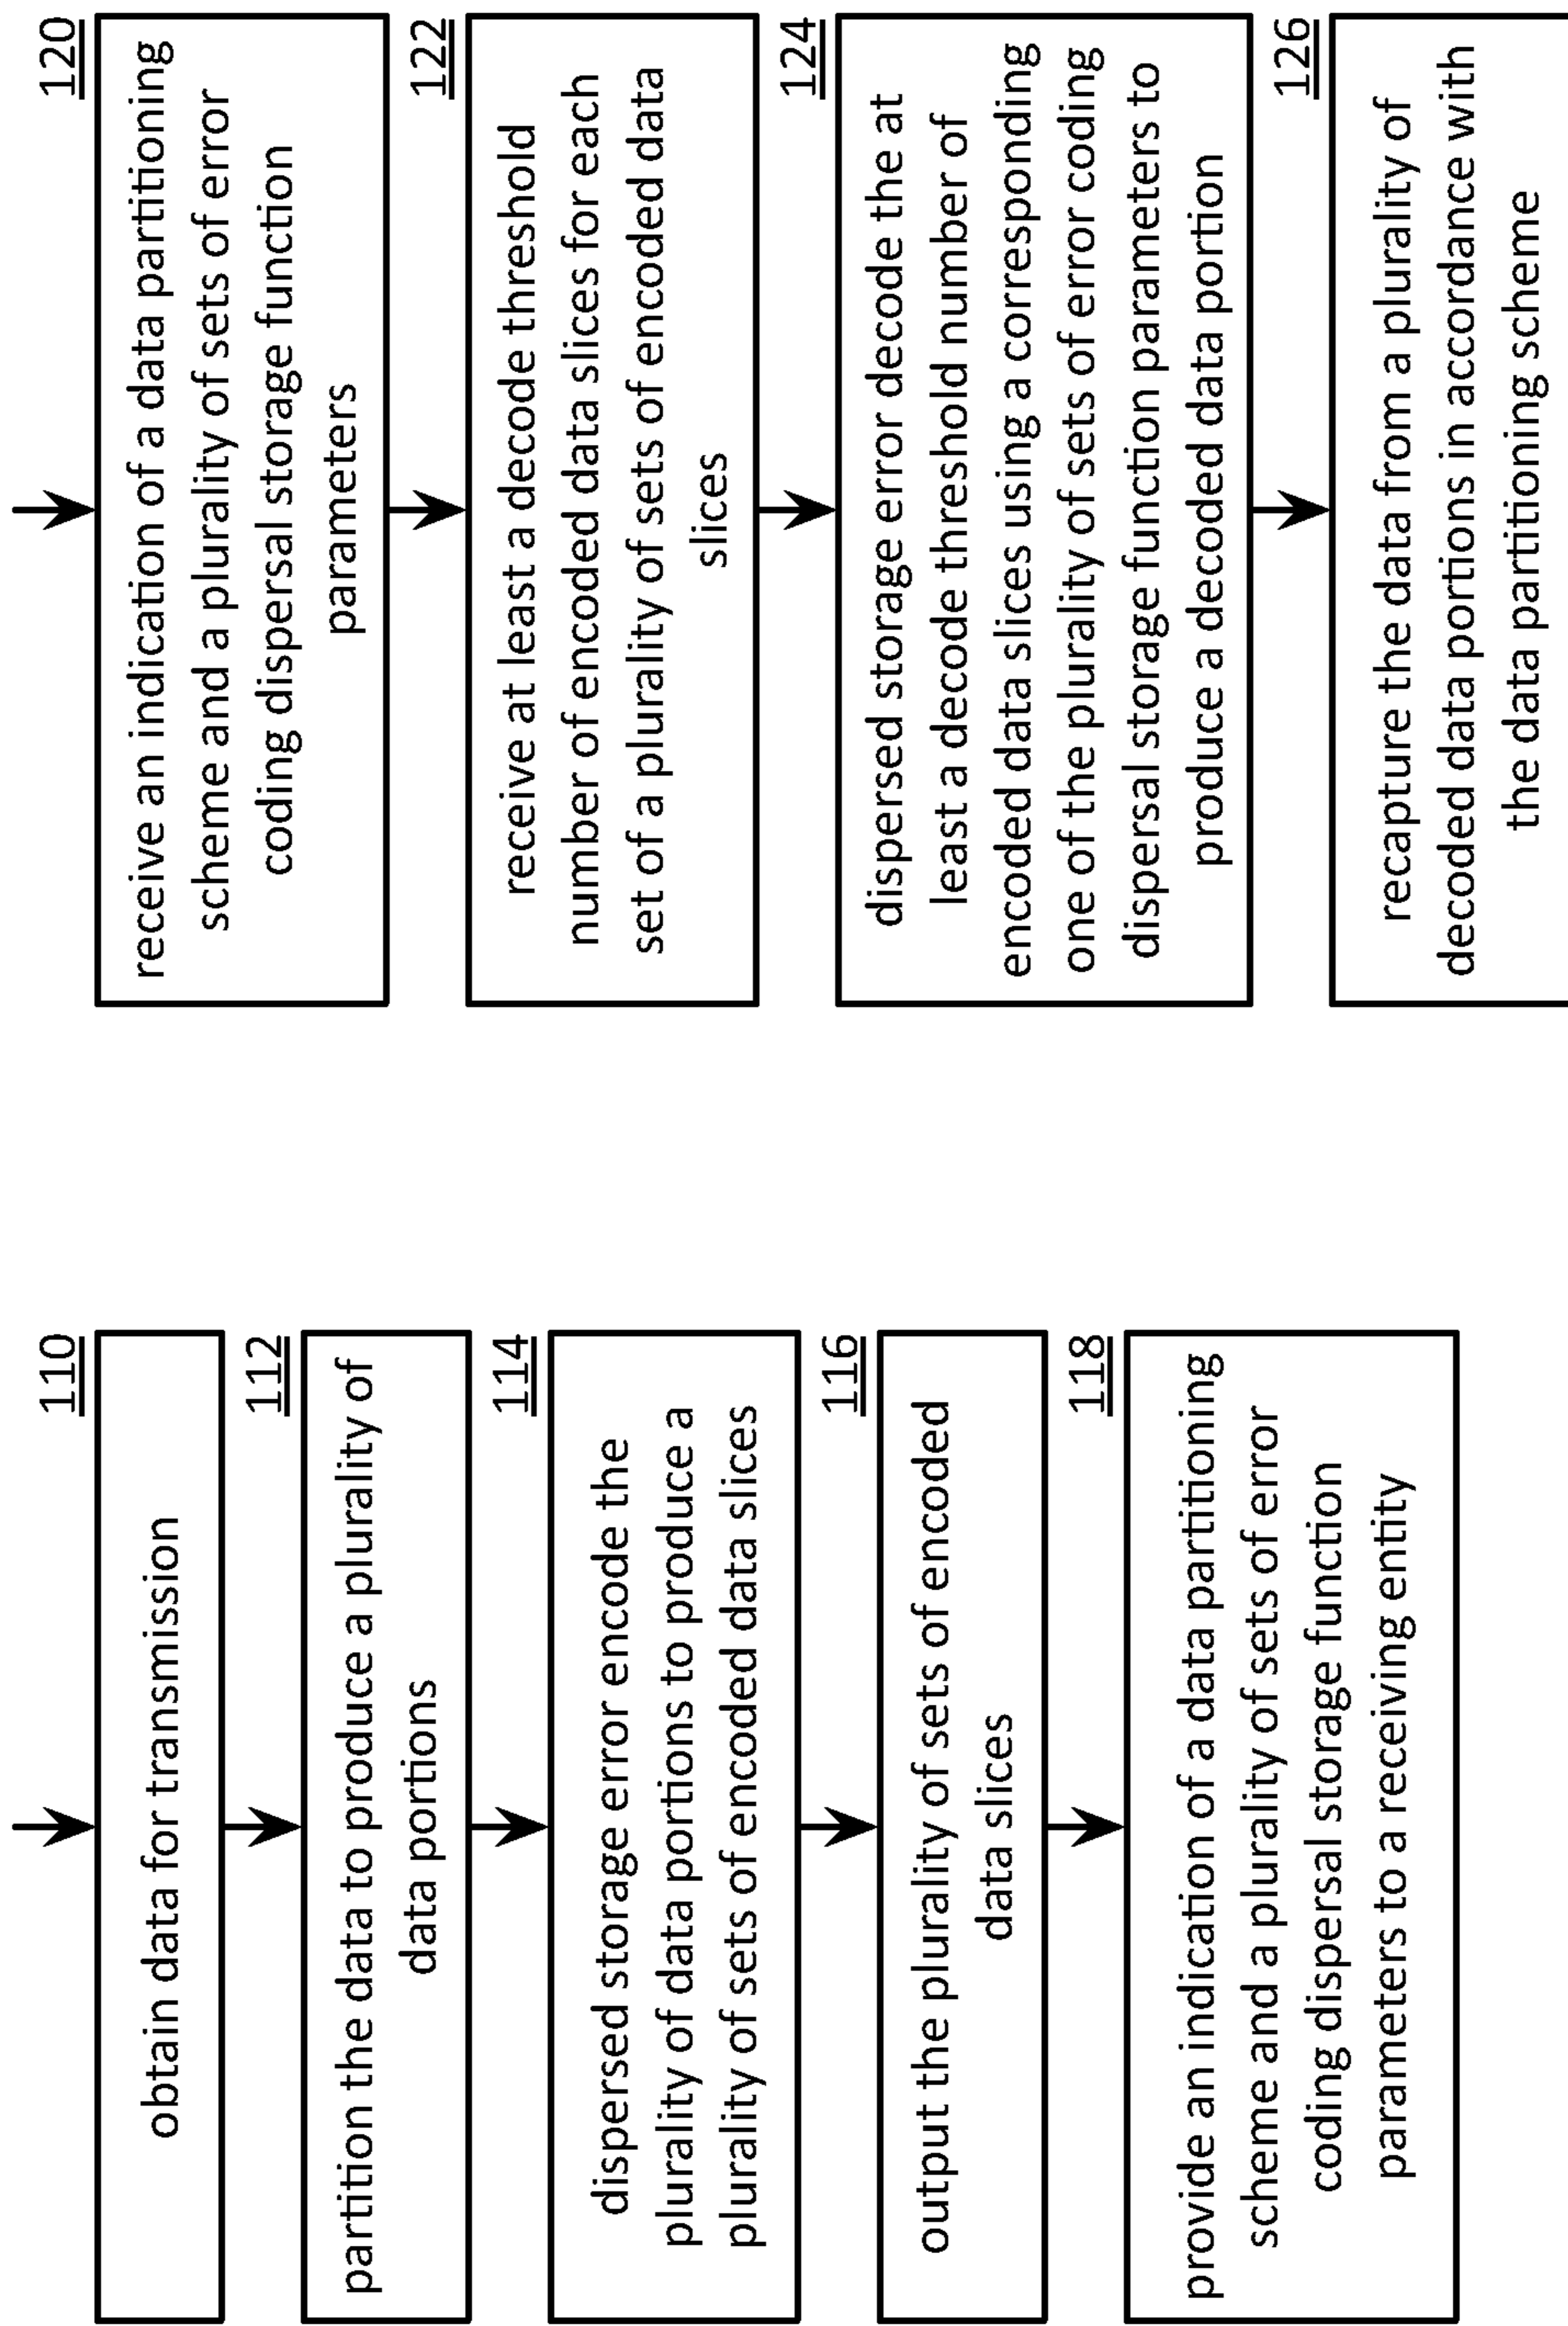 110
obtain data for transmission
112
partition the data to produce a plurality of
data portions
114
dispersed storage error encode the
plurality of data portions to produce a
plurality of sets of encoded data slices
116
output the plurality of sets of encoded
data slices
118
provide an indication of a data partitioning
scheme and a plurality of sets of error
coding dispersal storage function
parameters to a receiving entity
120
receive an indication of a data partitioning
scheme and a plurality of sets of error
coding dispersal storage function
parameters
122
receive at least a decode threshold
number of encoded data slices for each
set of a plurality of sets of encoded data
slices
124
dispersed storage error decode the at
least a decode threshold number of
encoded data slices using a corresponding
one of the plurality of sets of error coding
dispersal storage function parameters to
produce a decoded data portion
126
recapture the data from a plurality of
decoded data portions in accordance with
the data partitioning scheme